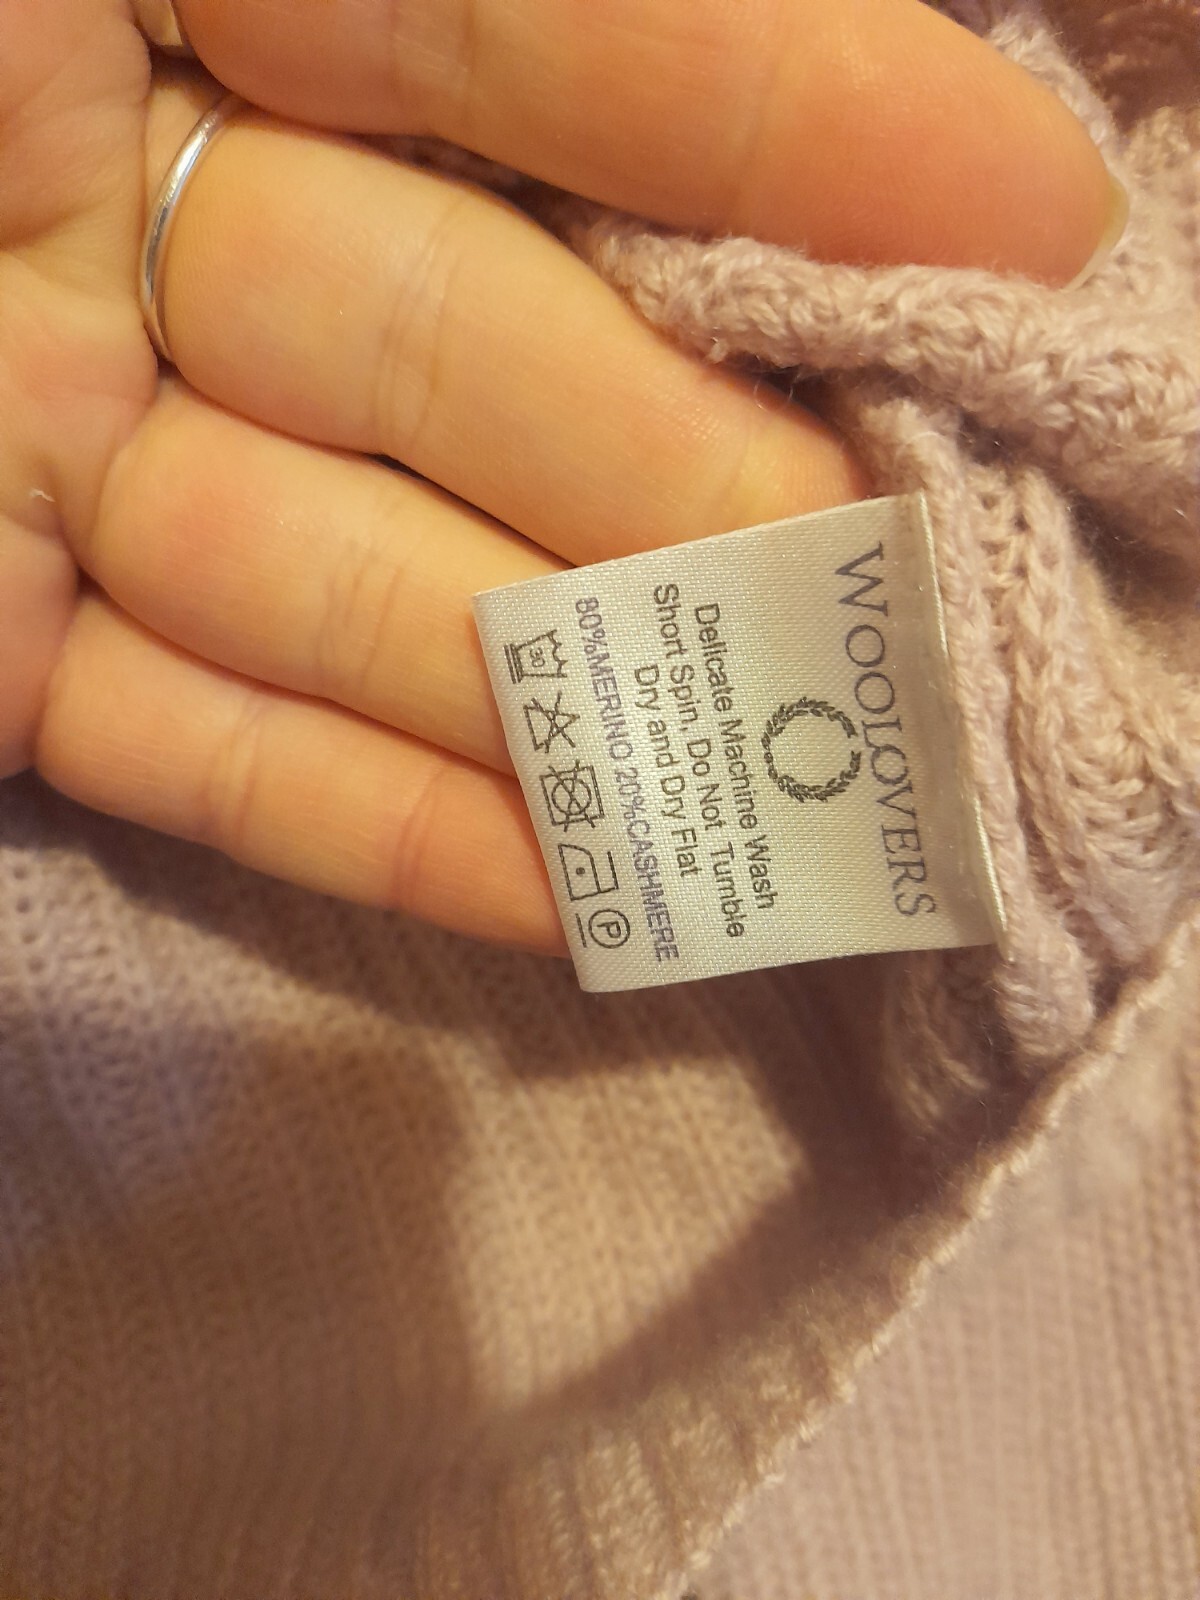 WOOLOVERS
Delicate Machine Wash
Short Spin, Do Not Tumble
Dry and Dry Flat
80%MERINO 20%CASHMERE
30 P